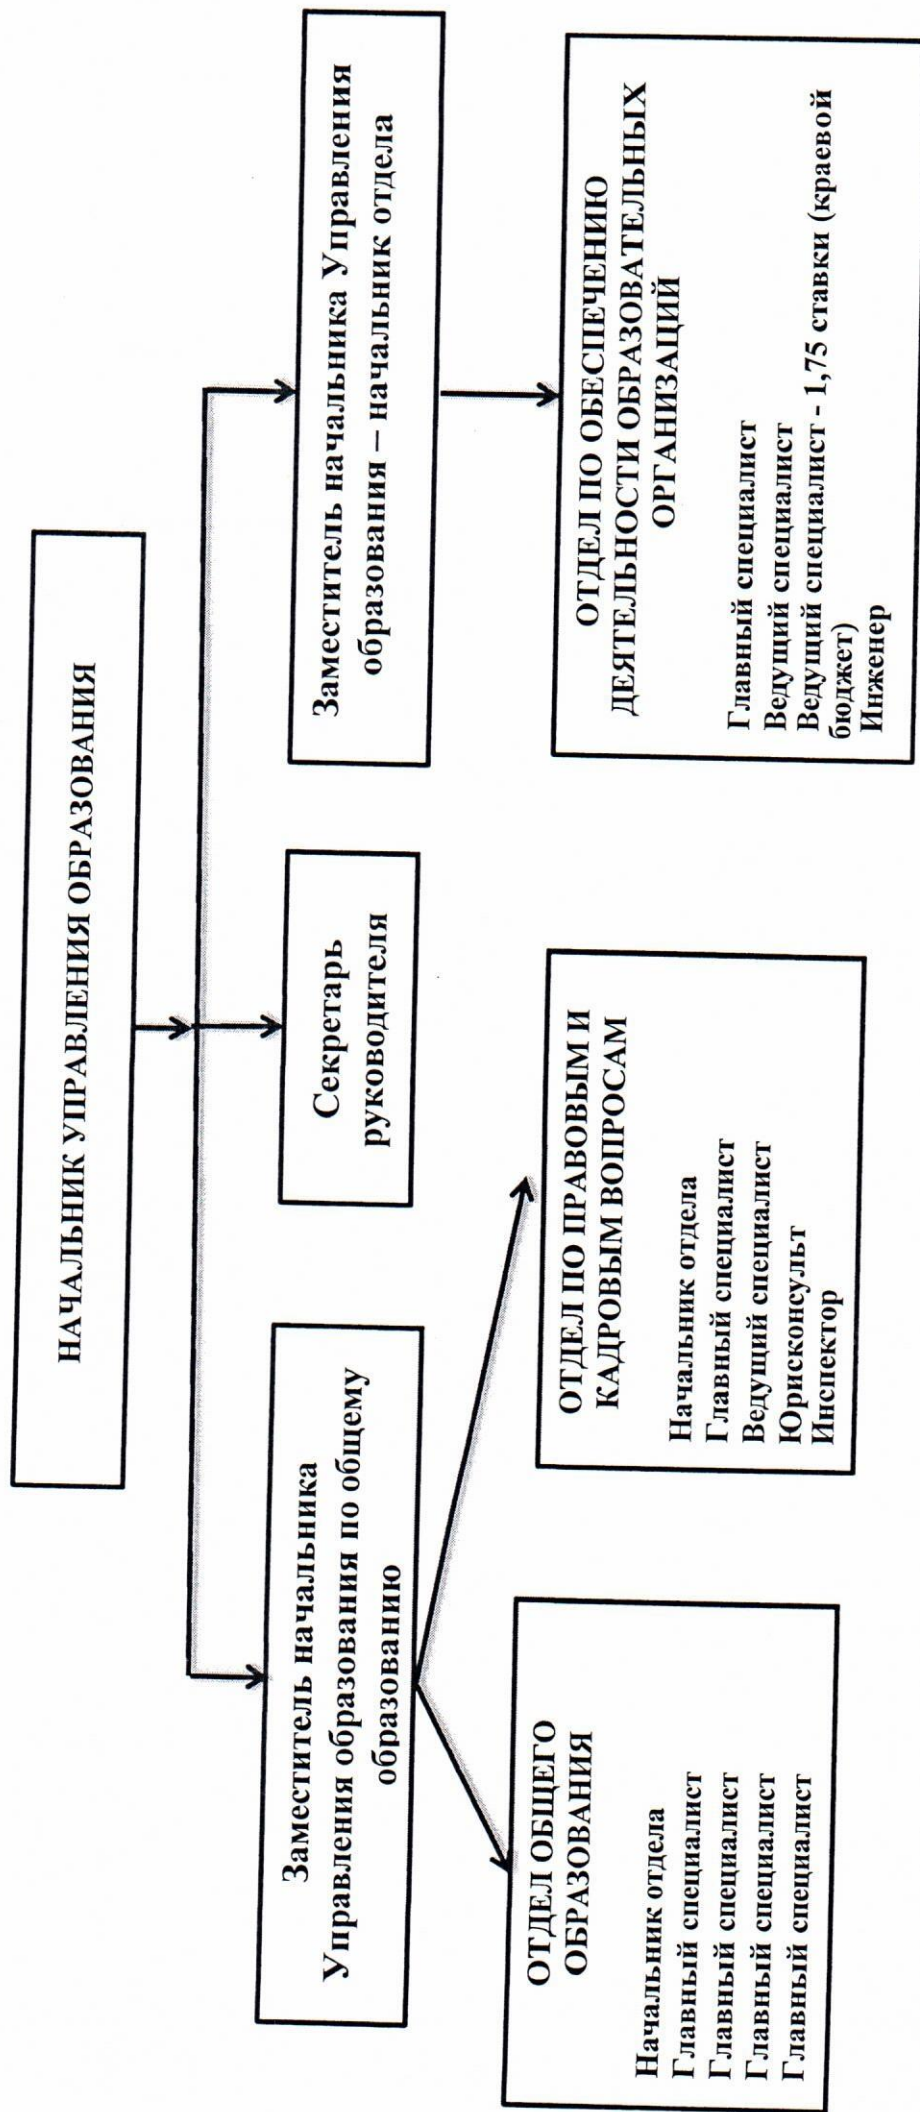 НАЧАЛЬНИК УПРАВЛЕНИЯ ОБРАЗОВАНИЯ
Заместитель начальника
Управления образования по общему
образованию
Секретарь
руководителя
Заместитель начальника Управления
образования – начальник отдела
ОТДЕЛ ОБЩЕГО
ОБРАЗОВАНИЯ
Начальник отдела
Главный специалист
Главный специалист
Главный специалист
Главный специалист
ОТДЕЛ ПО ПРАВОВЫМ И
КАДРОВЫМ ВОПРОСАМ
Начальник отдела
Главный специалист
Ведущий специалист
Юрисконсульт
Инспектор
ОТДЕЛ ПО ОБЕСПЕЧЕНИЮ
ДЕЯТЕЛЬНОСТИ ОБРАЗОВАТЕЛЬНЫХ
ОРГАНИЗАЦИЙ
Главный специалист
Ведущий специалист
Ведущий специалист - 1,75 ставки (краевой
бюджет)
Инженер